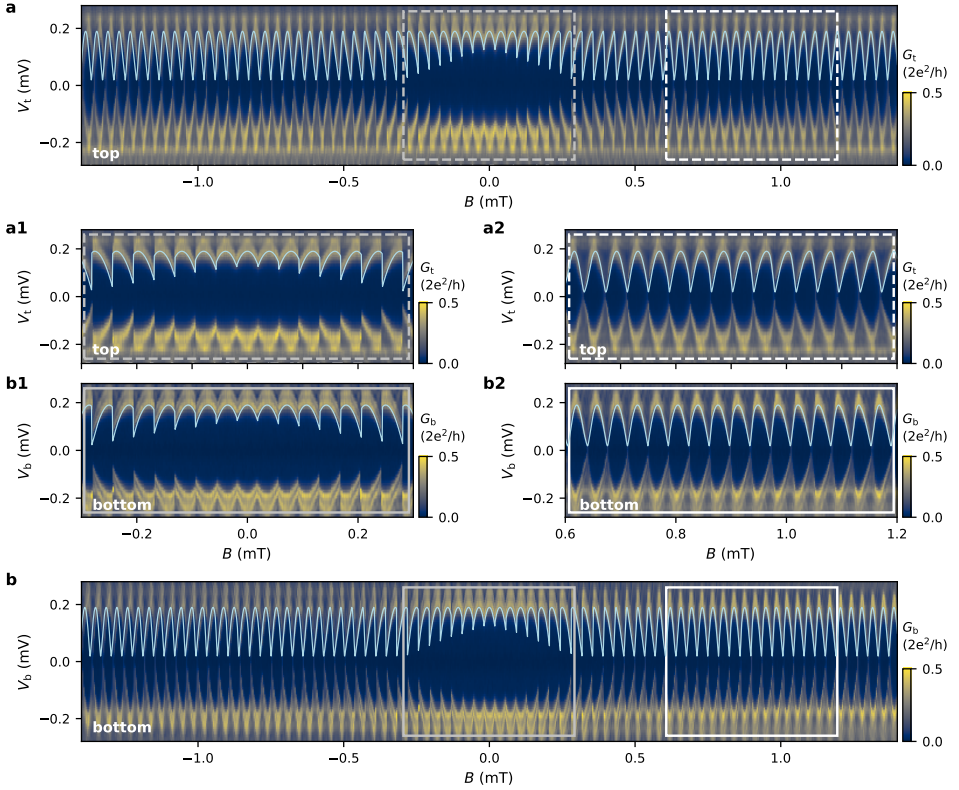 a
0.2
0.0
−0.2
V_t (mV)
top
G_t
(2e²/h)
0.5
0.0
−1.0
−0.5
0.0
0.5
1.0
B (mT)
a1
0.2
0.0
−0.2
V_t (mV)
top
G_t
(2e²/h)
0.5
0.0
a2
0.2
0.0
−0.2
V_t (mV)
top
G_t
(2e²/h)
0.5
0.0
b1
0.2
0.0
−0.2
V_b (mV)
bottom
G_b
(2e²/h)
0.5
0.0
−0.2
0.0
0.2
B (mT)
b2
0.2
0.0
−0.2
V_b (mV)
bottom
G_b
(2e²/h)
0.5
0.0
0.6
0.8
1.0
1.2
B (mT)
b
0.2
0.0
−0.2
V_b (mV)
bottom
G_b
(2e²/h)
0.5
0.0
−1.0
−0.5
0.0
0.5
1.0
B (mT)